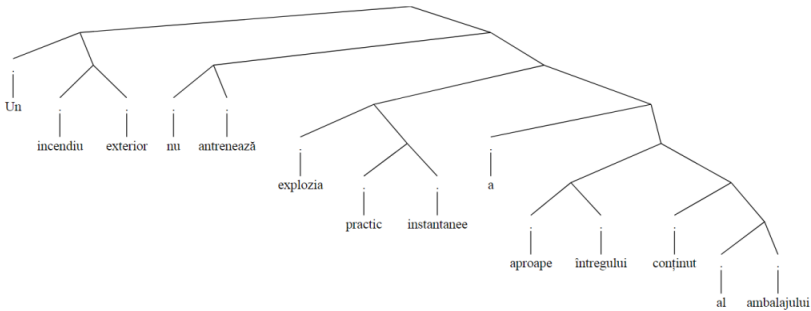 Un
incendiu exterior nu antrenează
explozia a
practic instantanee
aproape întregului conținut
al ambalajului